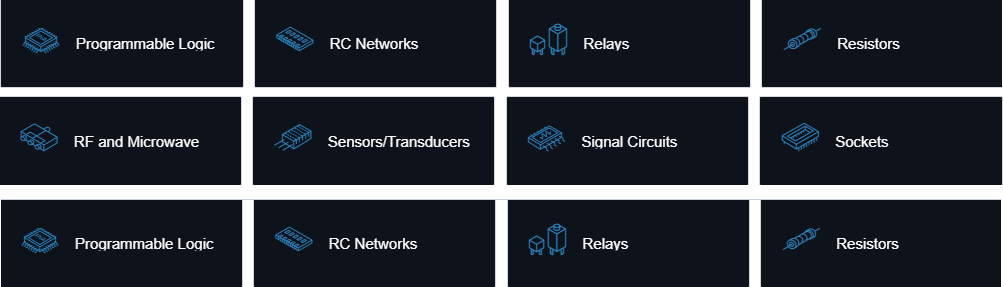 Programmable Logic
RC Networks
Relays
Resistors
RF and Microwave
Sensors/Transducers
Signal Circuits
Sockets
Programmable Logic
RC Networks
Relays
Resistors